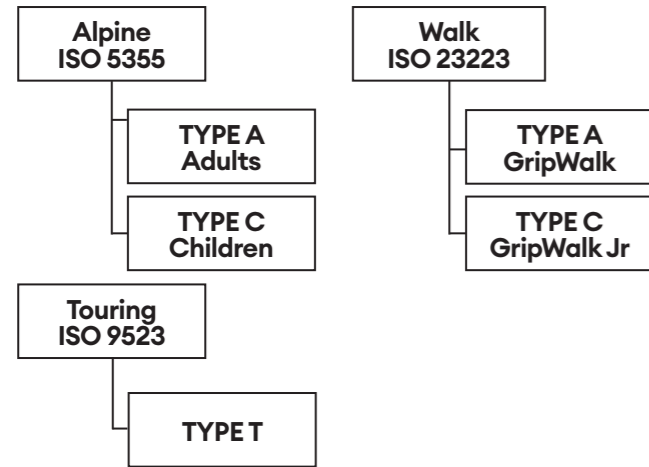 Alpine
ISO 5355
TYPE A
Adults
TYPE C
Children
Walk
ISO 23223
TYPE A
GripWalk
TYPE C
GripWalk Jr
Touring
ISO 9523
TYPE T